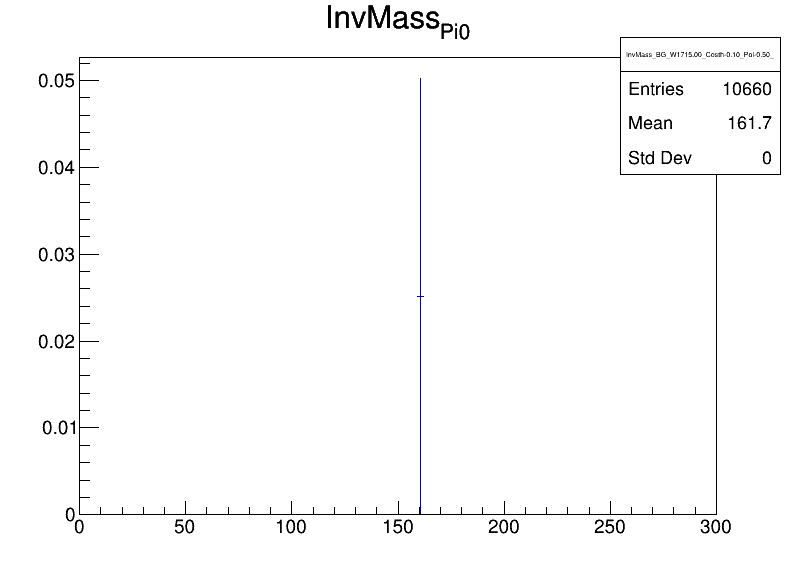 InvMass_Pi0
InvMass_BG_W1715.00_Costh-0.10_Pol-0.50_
Entries 10660
Mean 161.7
Std Dev 0
0.05
0.04
0.03
0.02
0.01
0
0 50 100 150 200 250 300